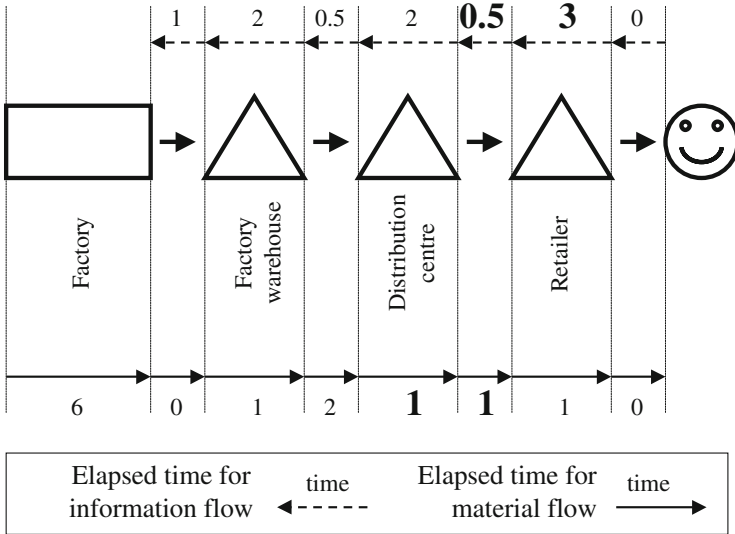 1 2 0.5 2 0.5 3 0
Factory
Factory
warehouse
Distribution
centre
Retailer
6 0 1 2 1 1 1 0
Elapsed time for
information flow
time
Elapsed time for
material flow
time